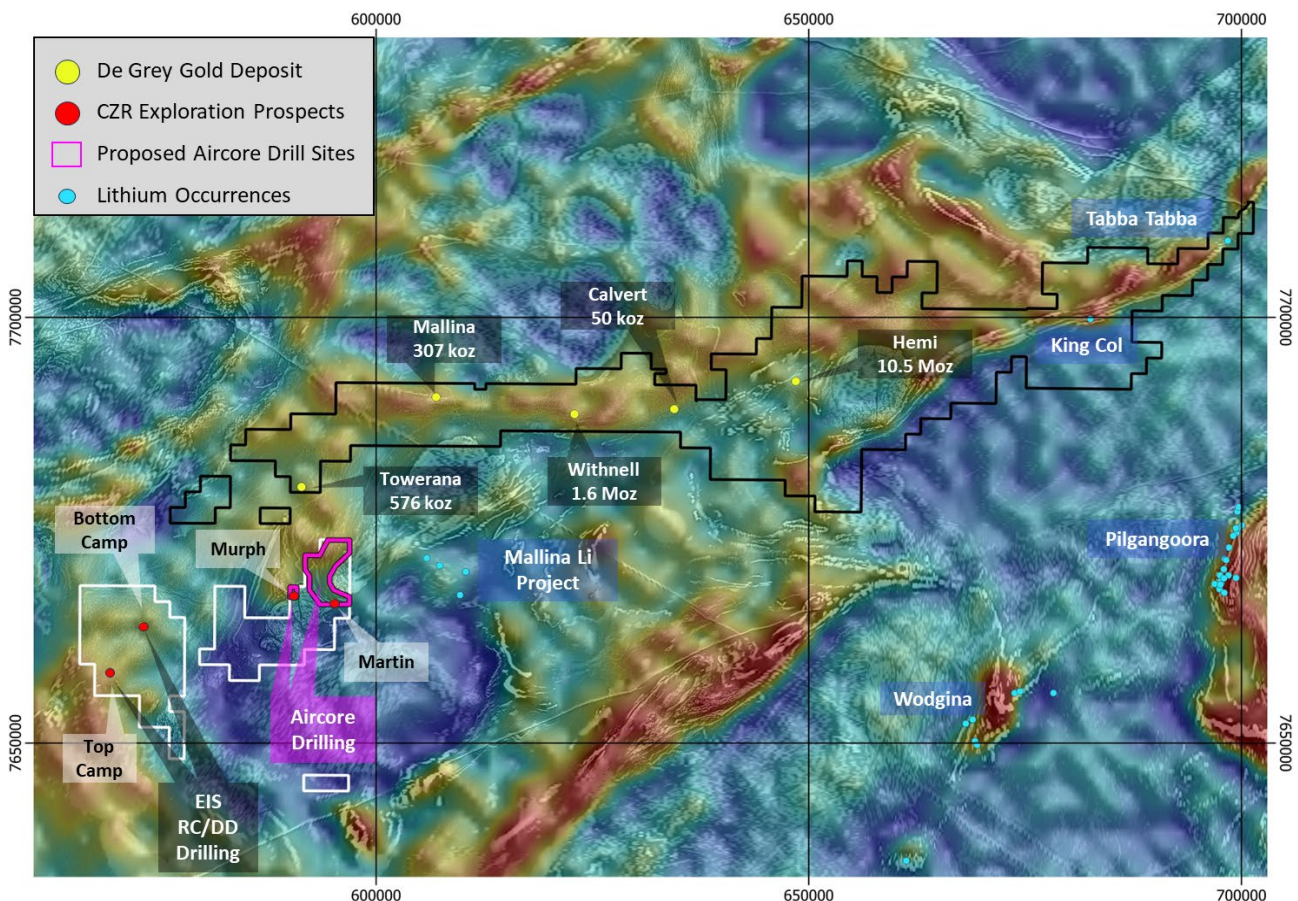 600000
650000
700000
De Grey Gold Deposit
CZR Exploration Prospects
Proposed Aircore Drill Sites
Lithium Occurrences
Tabba Tabba
Calvert
50 koz
7700000
Mallina
307 koz
Hemi
10.5 Moz
King Col
7700000
Towerana
576 koz
Withnell
1.6 Moz
Bottom
Camp
Murph
Mallina Li
Project
Pilgangoora
Martin
Wodgina
Aircore
Drilling
7650000
Top
Camp
7650000
EIS
RC/DD
Drilling
600000
650000
700000